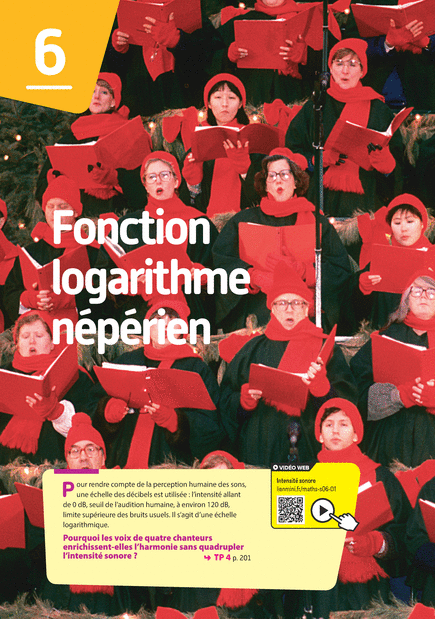 6
Fonction
logarithme
népérien
Pour rendre compte de la perception humaine des sons,
une échelle des décibels est utilisée : l'intensité allant
de 0 dB, seuil de l'audition humaine, à environ 120 dB,
limite supérieure des bruits usuels. Il s'agit d'une échelle
logarithmique.
Pourquoi les voix de quatre chanteurs
enrichissent-elles l'harmonie sans quadrupler
l'intensité sonore ?
TP 4 p. 201
VIDÉO WEB
Intensité sonore
lienmini.fr/maths-s06-01